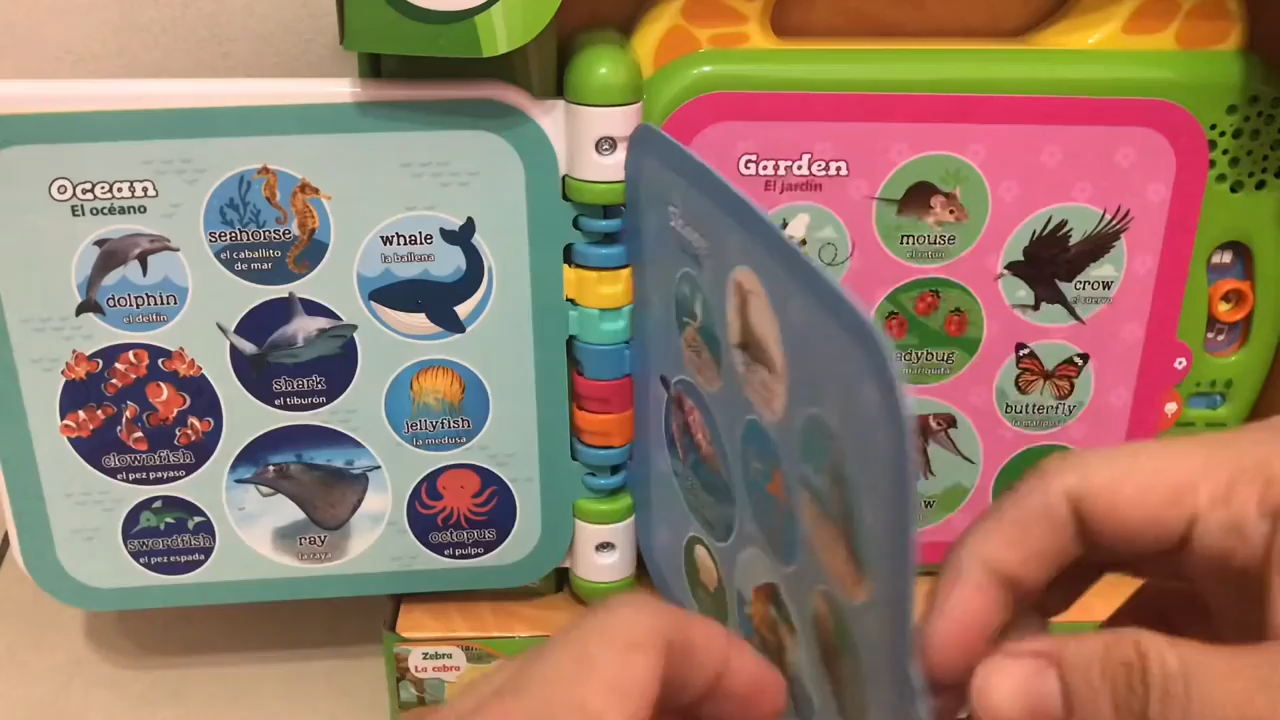 Ocean
El océano
seahorse
el caballito
de mar
whale
la ballena
dolphin
el delfín
shark
el tiburón
clownfish
el pez payaso
jellyfish
la medusa
swordfish
el pez espada
ray
la raya
octopus
el pulpo
Garden
El jardín
mouse
el ratón
crow
el cuervo
adybug
mariquita
butterfly
la mariposa
w
Zebra
La cebra